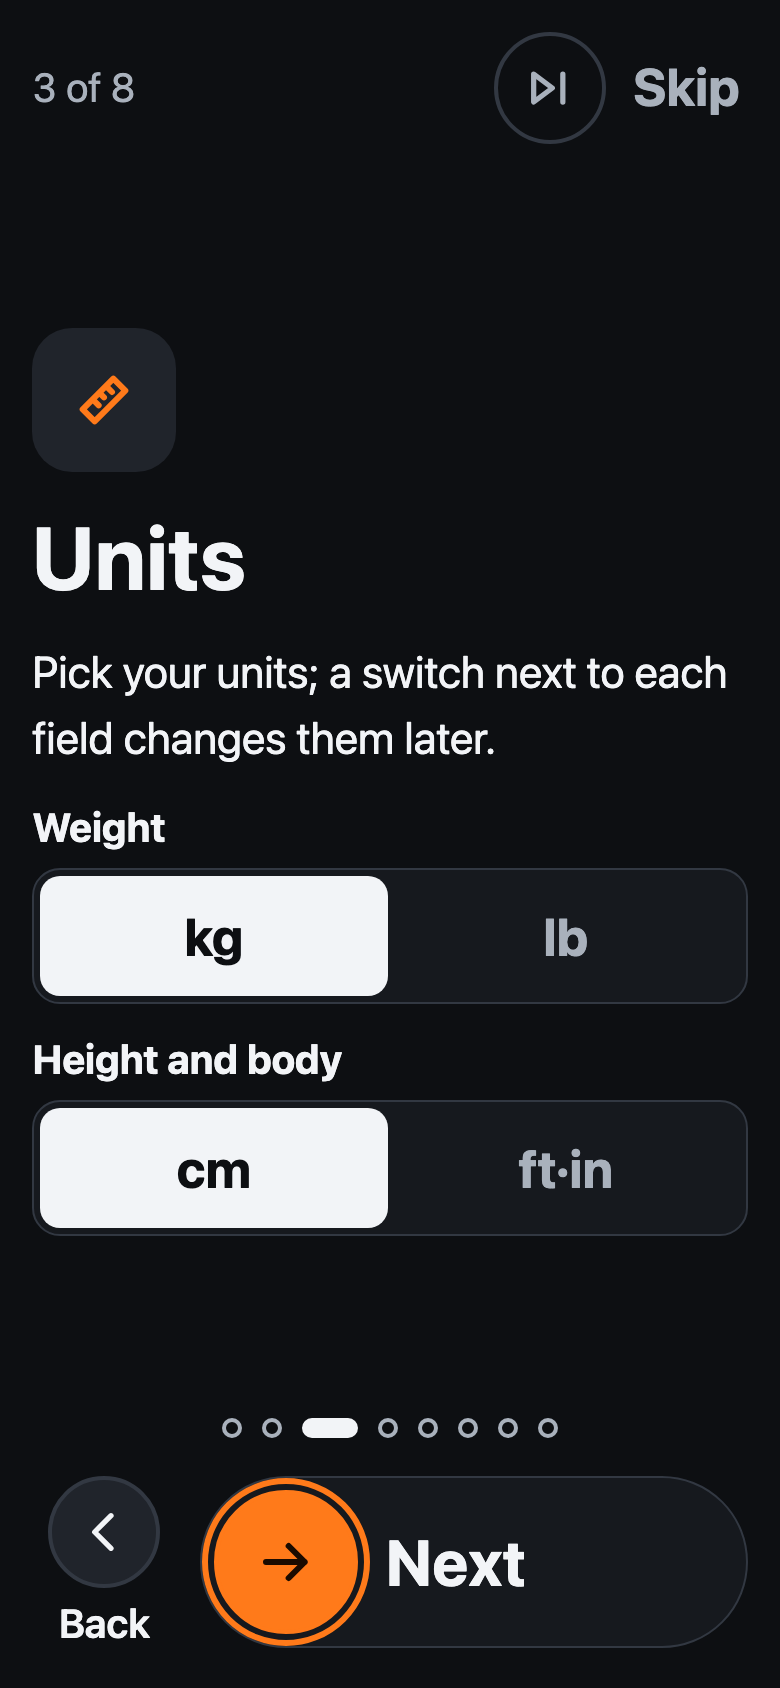 3 of 8
Skip
Units
Pick your units; a switch next to each
field changes them later.
Weight
kg
lb
Height and body
cm
ft·in
Back
Next